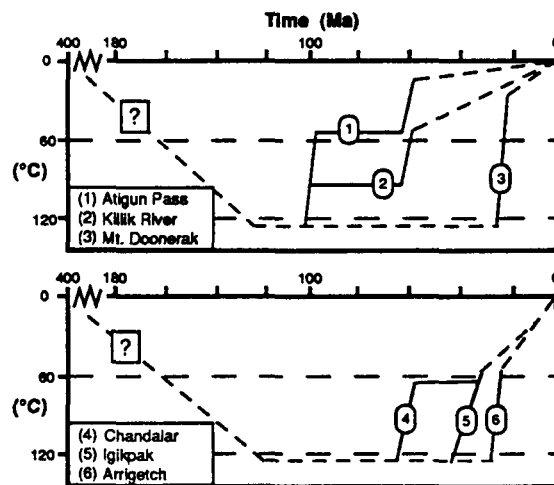 Time (Ma)
400 180 100 0
0
?
60
(°C)
120
1
2
3
(1) Atigun Pass
(2) Killik River
(3) Mt. Doonerak
400 180 100 0
0
?
60
(°C)
120
4
5
6
(4) Chandalar
(5) Igikpak
(6) Arrigetch